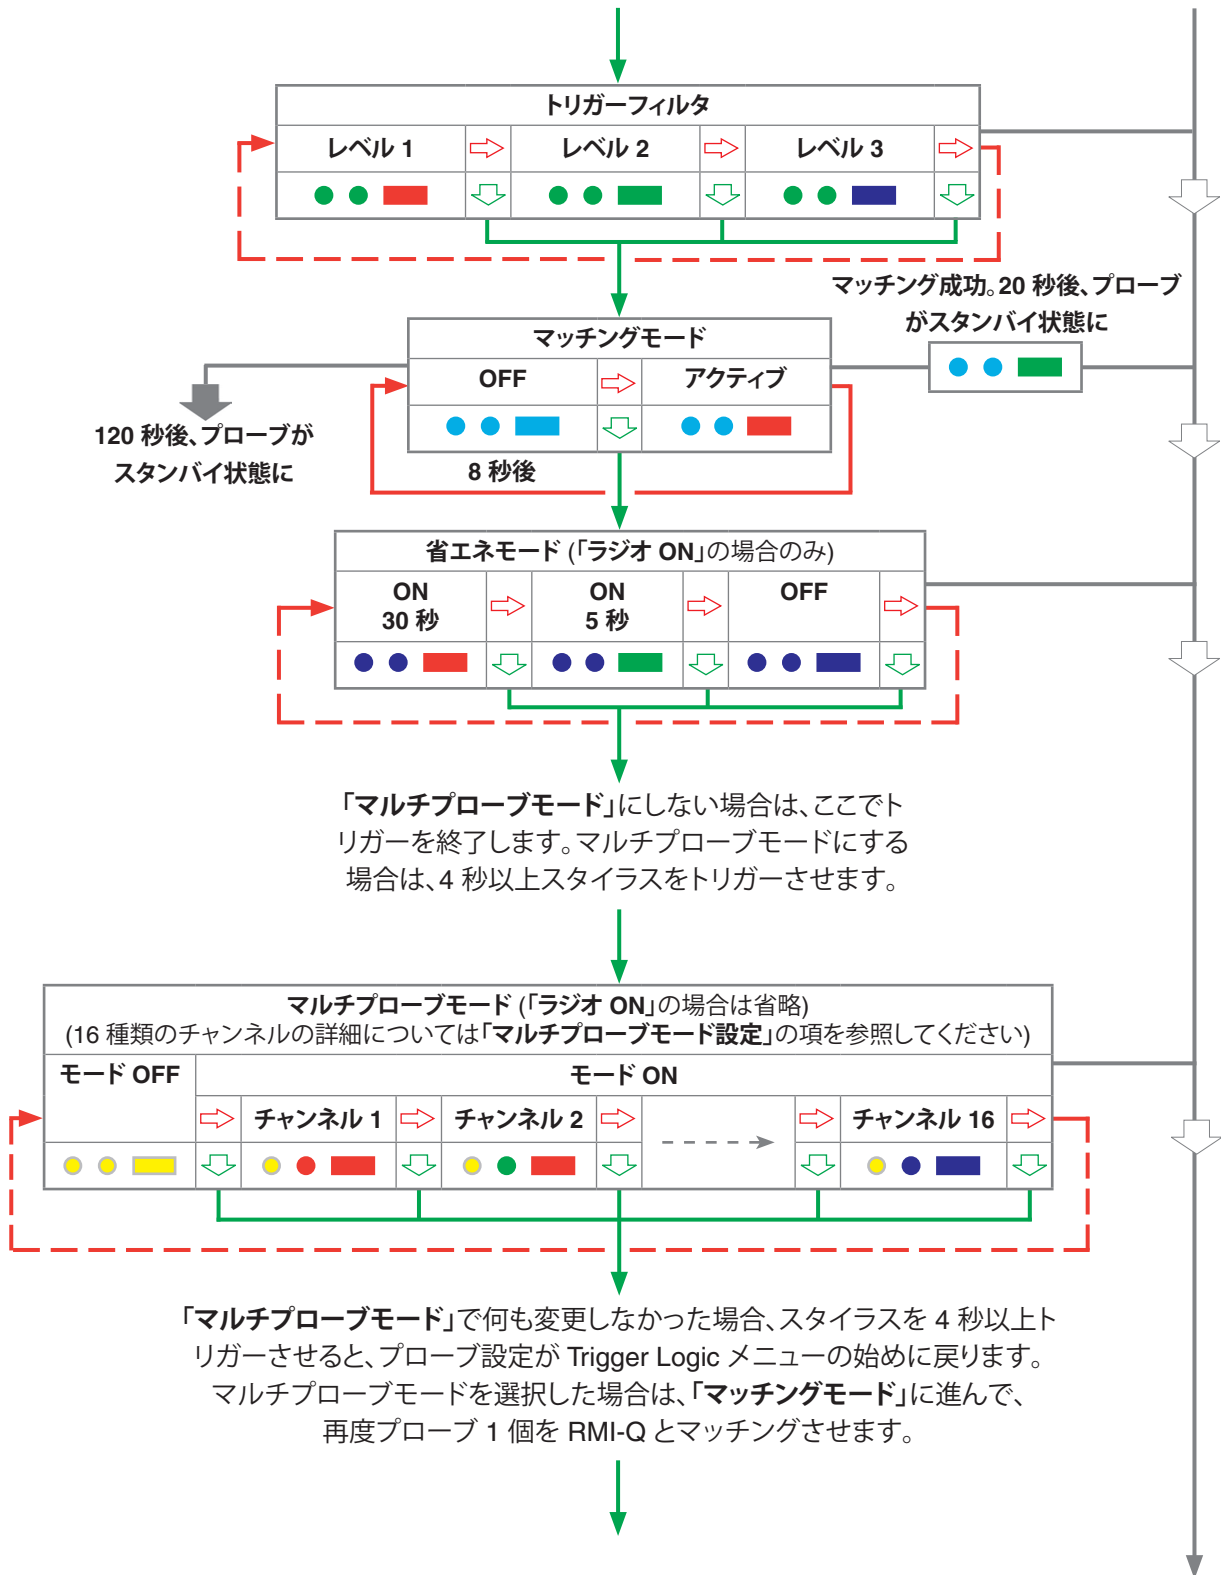 トリガーフィルタ
レベル 1
レベル 2
レベル 3
マッチング成功。20 秒後、プローブ
がスタンバイ状態に
マッチングモード
OFF
アクティブ
120 秒後、プローブが
スタンバイ状態に
8 秒後
省エネモード (「ラジオ ON」の場合のみ)
ON
30 秒
ON
5 秒
OFF
「マルチプローブモード」にしない場合は、ここでト
リガーを終了します。マルチプローブモードにする
場合は、4 秒以上スタイラスをトリガーさせます。
マルチプローブモード (「ラジオ ON」の場合は省略)
(16 種類のチャンネルの詳細については「マルチプローブモード設定」の項を参照してください)
モード OFF
モード ON
チャンネル 1
チャンネル 2
チャンネル 16
「マルチプローブモード」で何も変更しなかった場合、スタイラスを 4 秒以上ト
リガーさせると、プローブ設定が Trigger Logic メニューの始めに戻ります。
マルチプローブモードを選択した場合は、「マッチングモード」に進んで、
再度プローブ 1 個を RMI-Q とマッチングさせます。